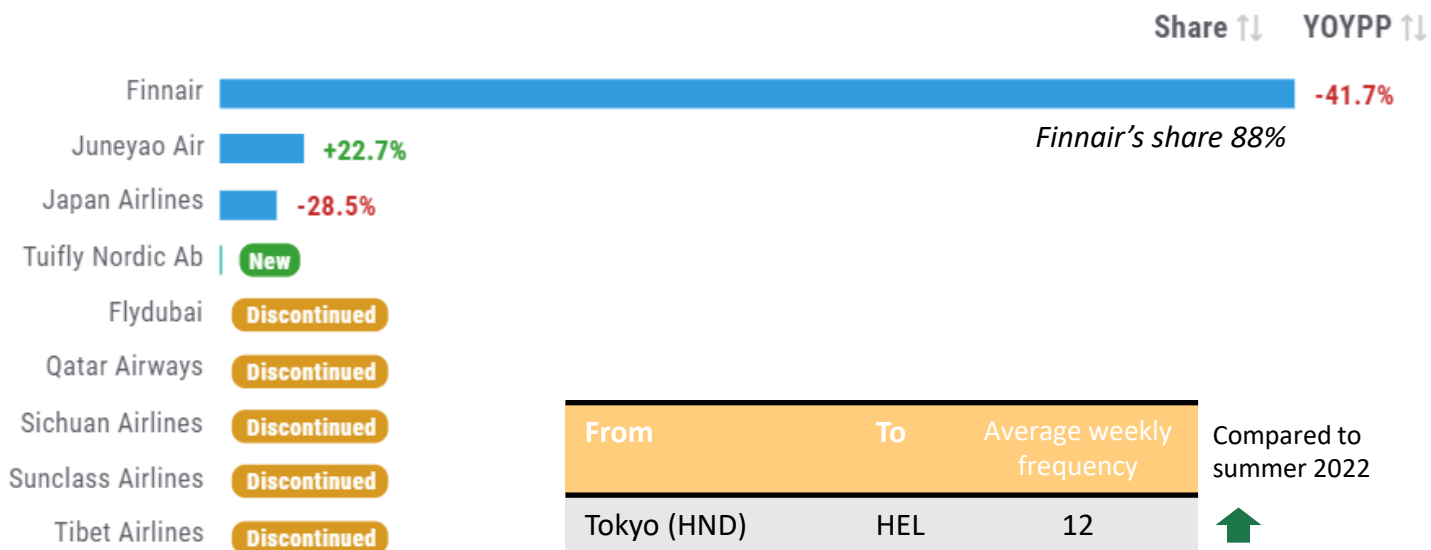 Share YOYPP
Finnair -41.7%
Finnair's share 88%
Juneyao Air +22.7%
Japan Airlines -28.5%
Tuifly Nordic Ab New
Flydubai Discontinued
Qatar Airways Discontinued
Sichuan Airlines Discontinued
Sunclass Airlines Discontinued
Tibet Airlines Discontinued
From To Average weekly
frequency
Compared to
summer 2022
Tokyo (HND) HEL 12